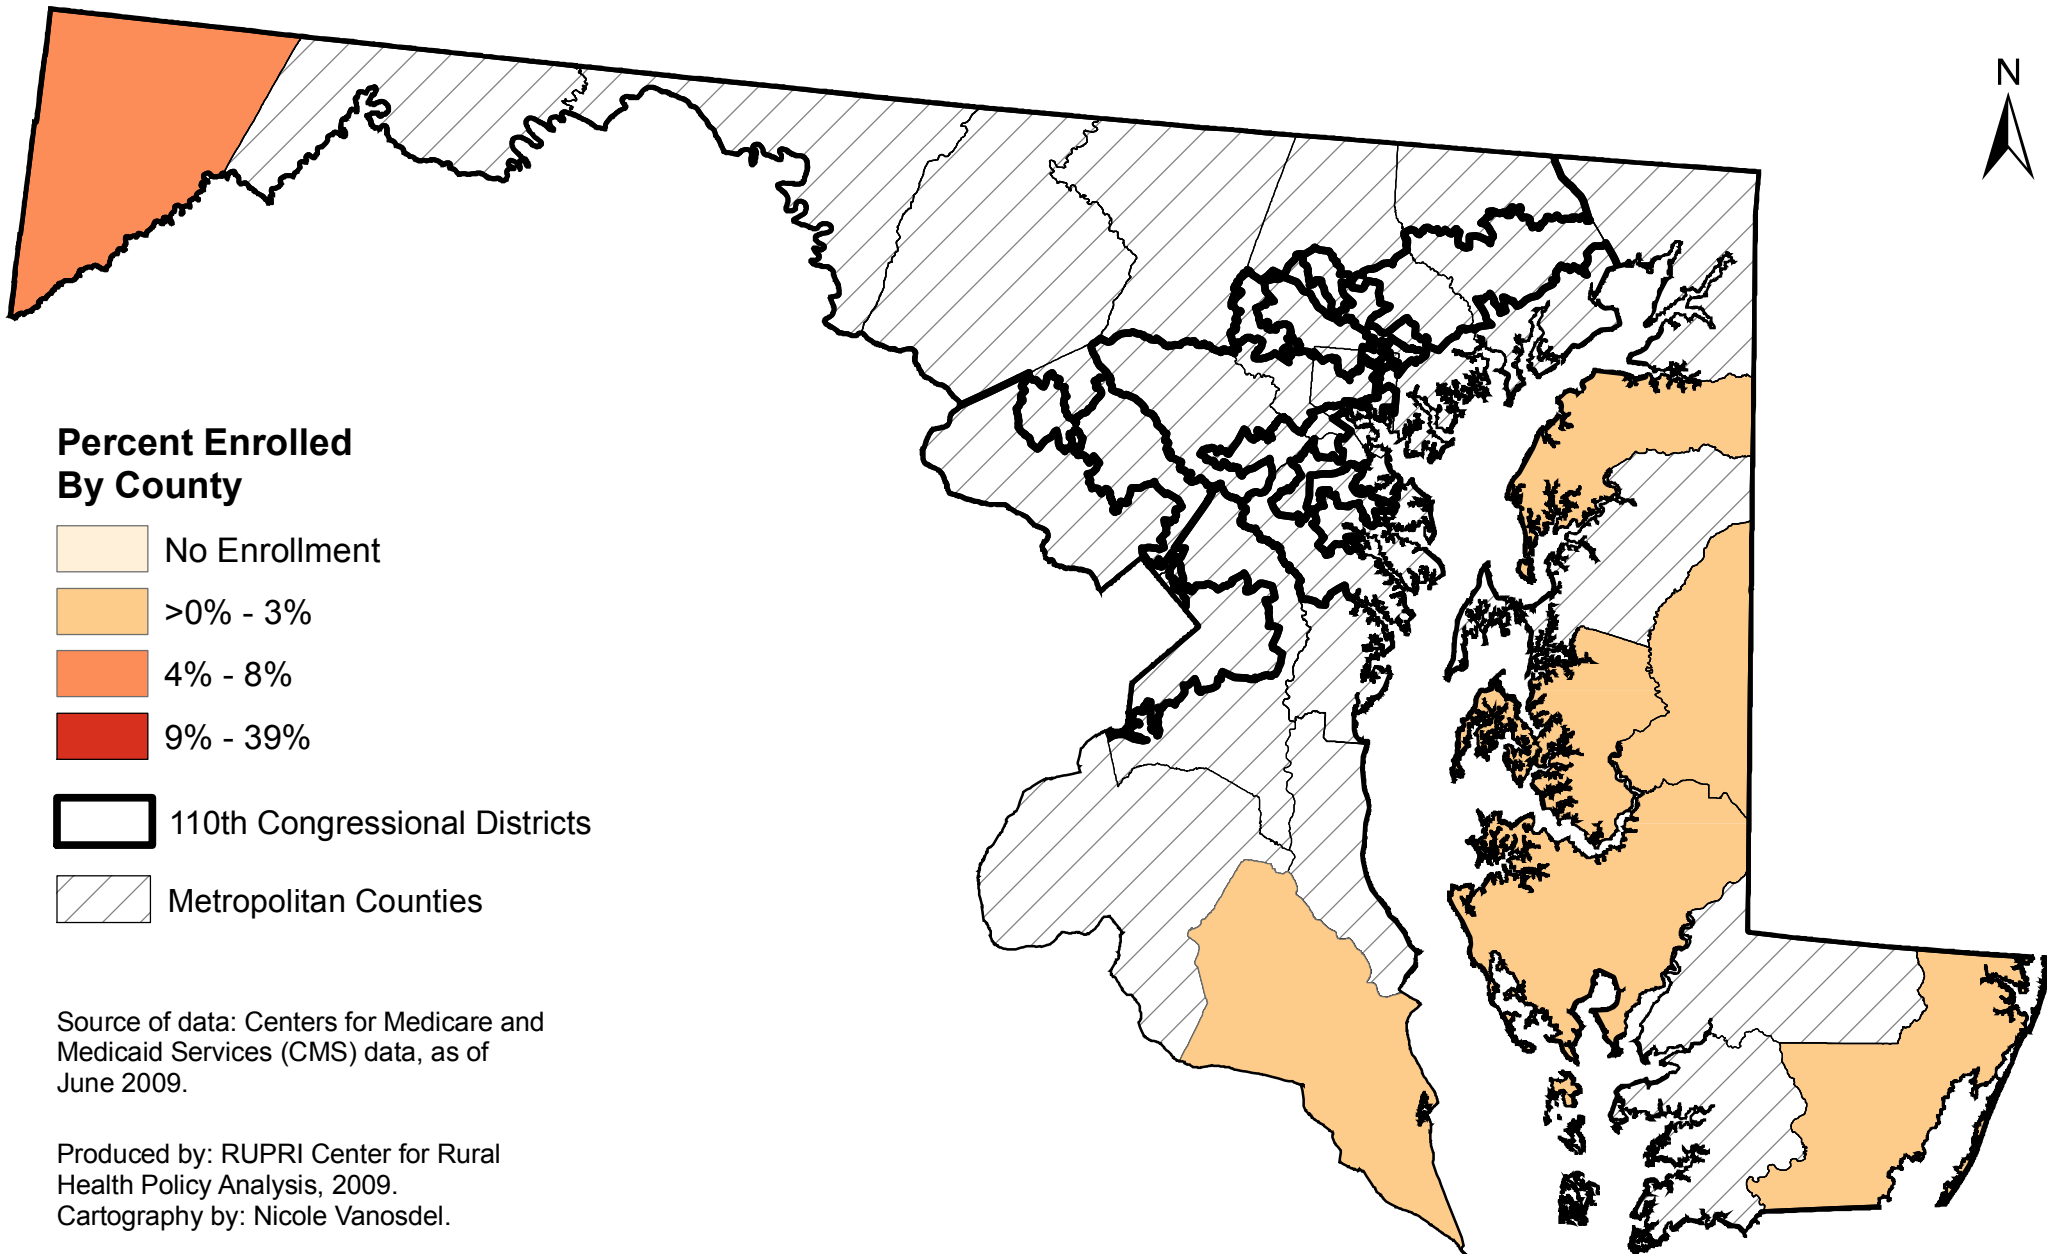 N
Percent Enrolled
By County
No Enrollment
>0% - 3%
4% - 8%
9% - 39%
110th Congressional Districts
Metropolitan Counties
Source of data: Centers for Medicare and
Medicaid Services (CMS) data, as of
June 2009.
Produced by: RUPRI Center for Rural
Health Policy Analysis, 2009.
Cartography by: Nicole Vanosdel.